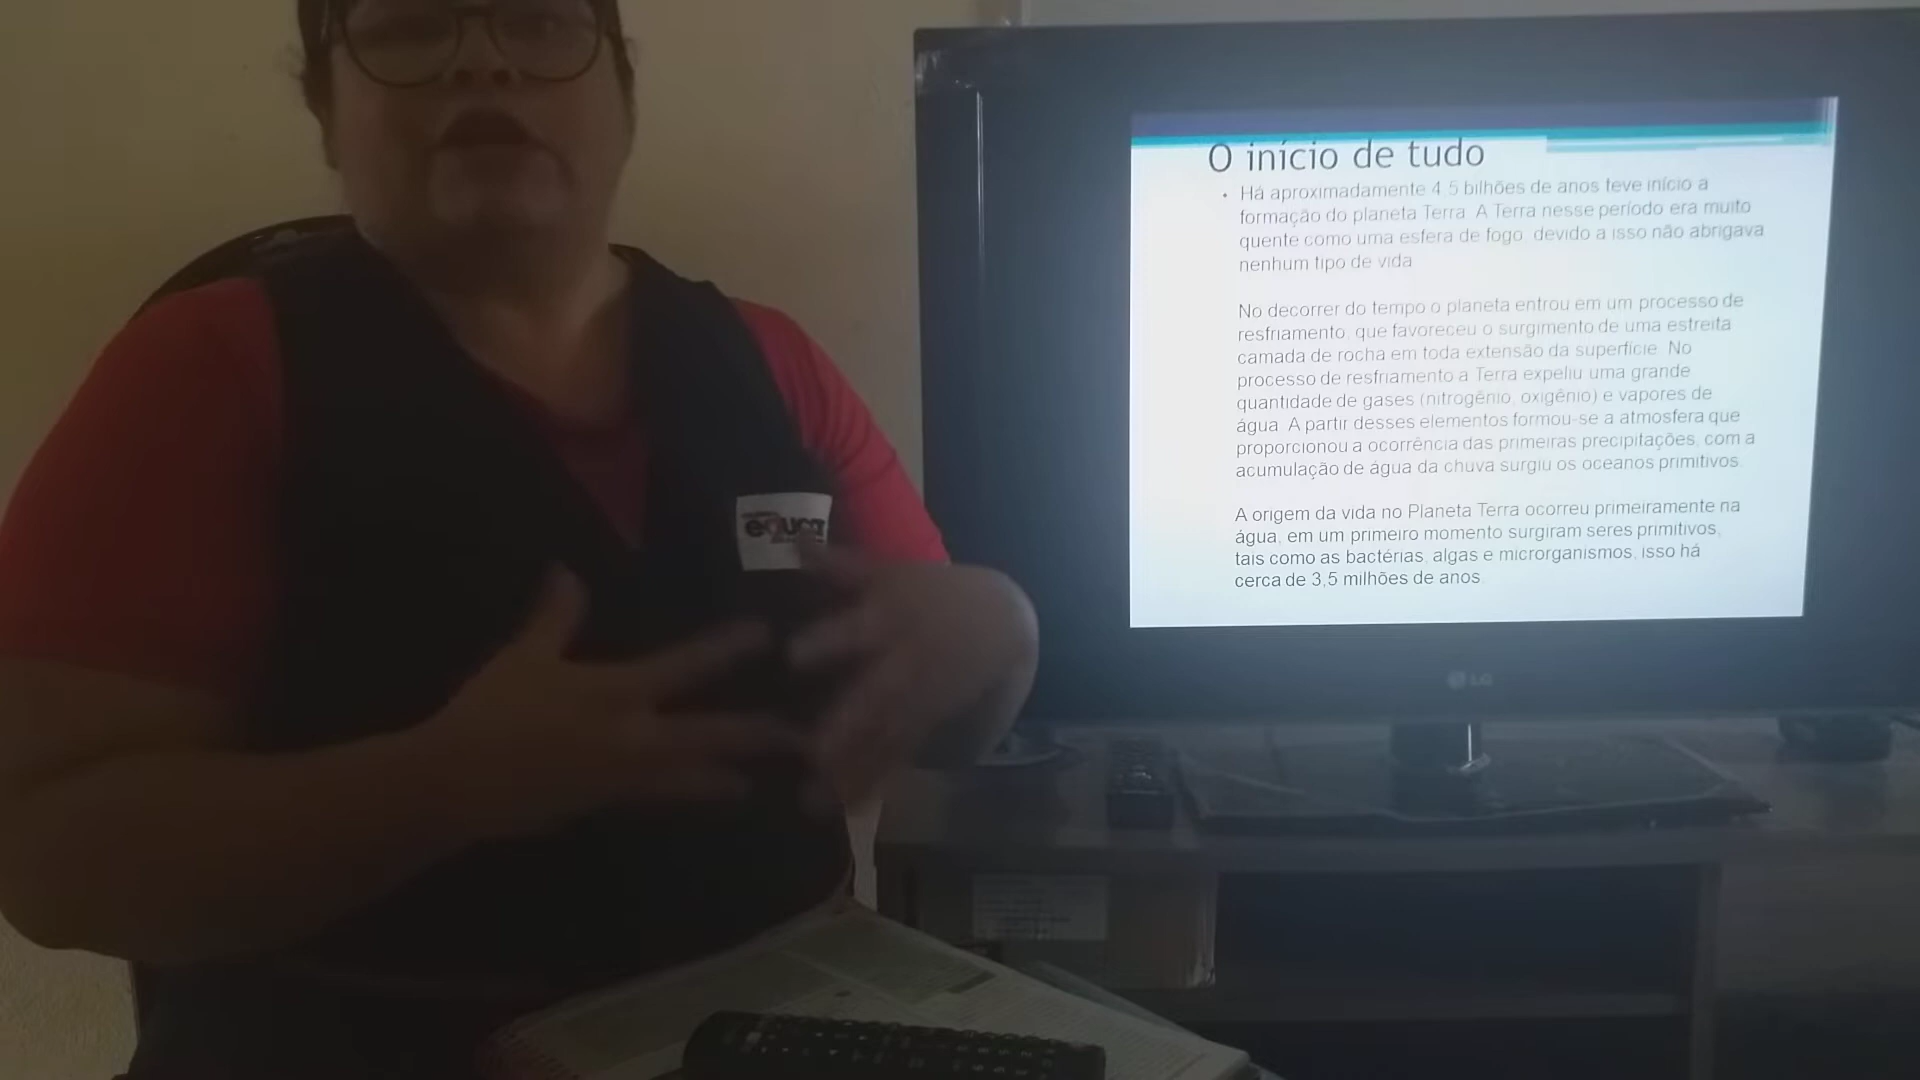 O início de tudo
• Há aproximadamente 4 5 bilhões de anos teve início a
formação do planeta Terra A Terra nesse período era muito
quente como uma esfera de fogo devido a isso não abrigava
nenhum tipo de vida
No decorrer do tempo o planeta entrou em um processo de
resfriamento, que favoreceu o surgimento de uma estreita
camada de rocha em toda extensão da superfície. No
processo de resfriamento a Terra expeliu uma grande
quantidade de gases (nitrogênio, oxigênio) e vapores de
água. A partir desses elementos formou-se a atmosfera que
proporcionou a ocorrência das primeiras precipitações, com a
acumulação de água da chuva surgiu os oceanos primitivos.
A origem da vida no Planeta Terra ocorreu primeiramente na
água, em um primeiro momento surgiram seres primitivos,
tais como as bactérias, algas e microrganismos, isso há
cerca de 3,5 milhões de anos
educar
LG